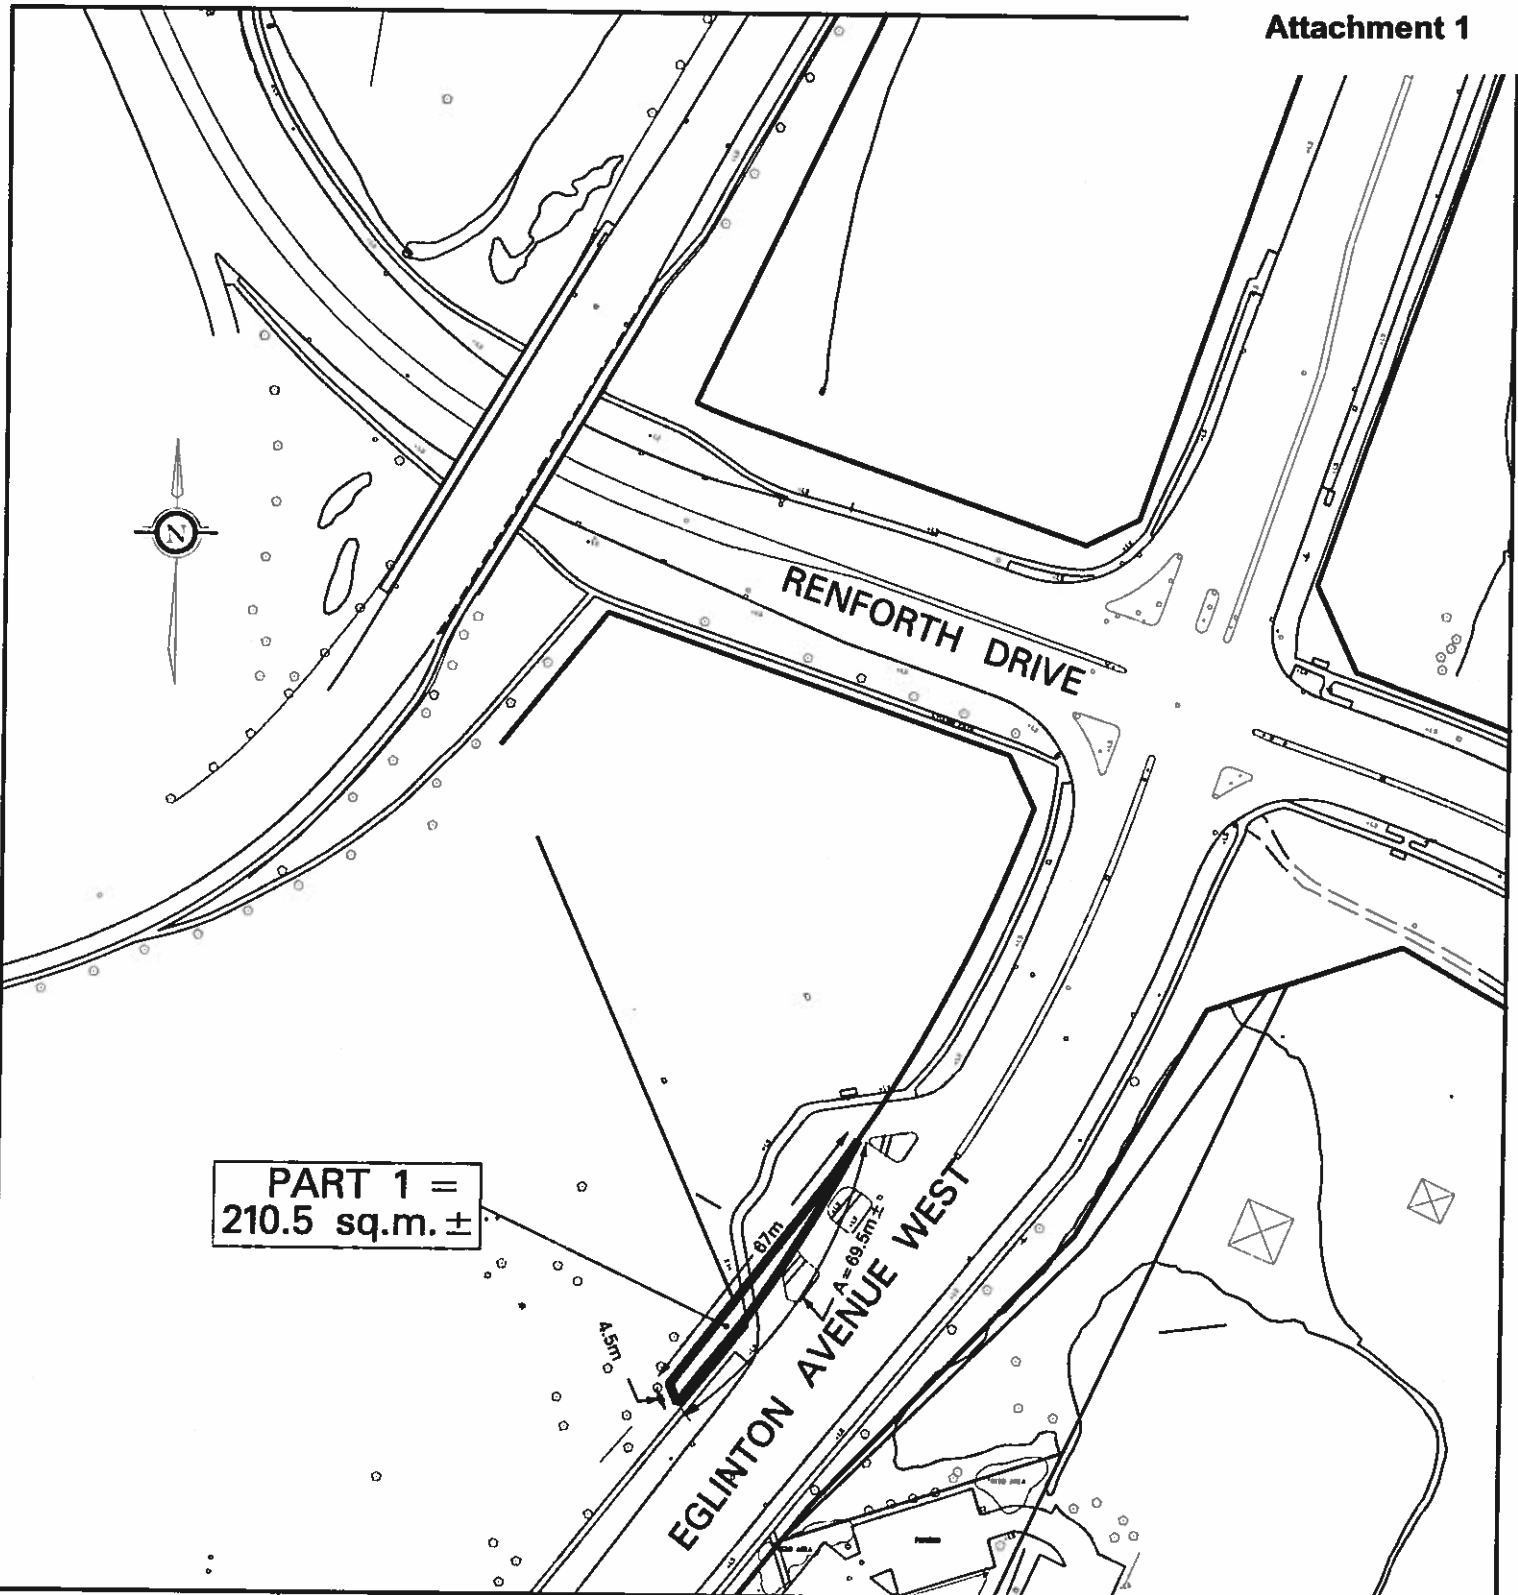 Attachment 1
N
RENFORTH DRIVE
PART 1 =
210.5 sq.m. ±
67m
A = 69.5m ±
4.5m
EGLINTON AVENUE WEST